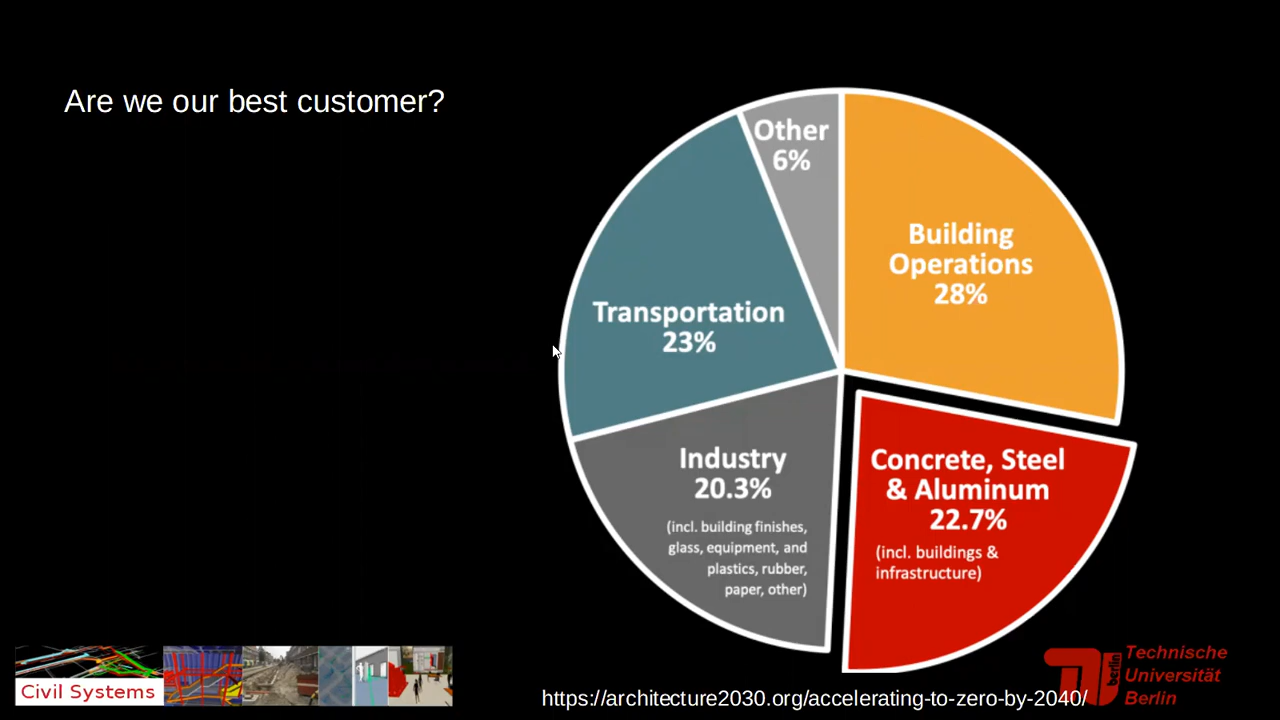 Are we our best customer?
Other
6%
Building
Operations
28%
Transportation
23%
Industry
20.3%
(incl. building finishes,
glass, equipment, and
plastics, rubber,
paper, other)
Concrete, Steel
& Aluminum
22.7%
(incl. buildings &
infrastructure)
Civil Systems
https://architecture2030.org/accelerating-to-zero-by-2040/
berlin
Technische
Universität
Berlin